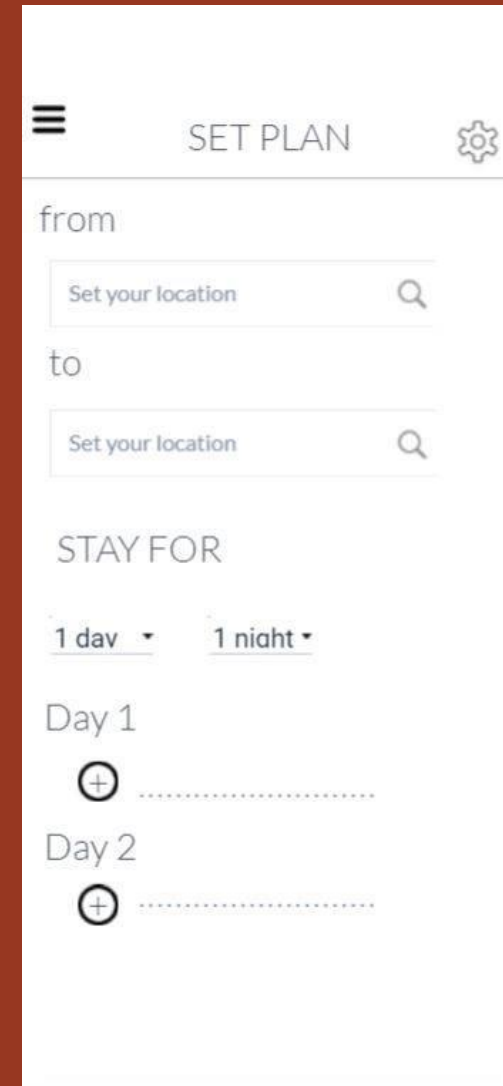 SET PLAN
from
Set your location
to
Set your location
STAY FOR
1 day 1 night
Day 1
Day 2